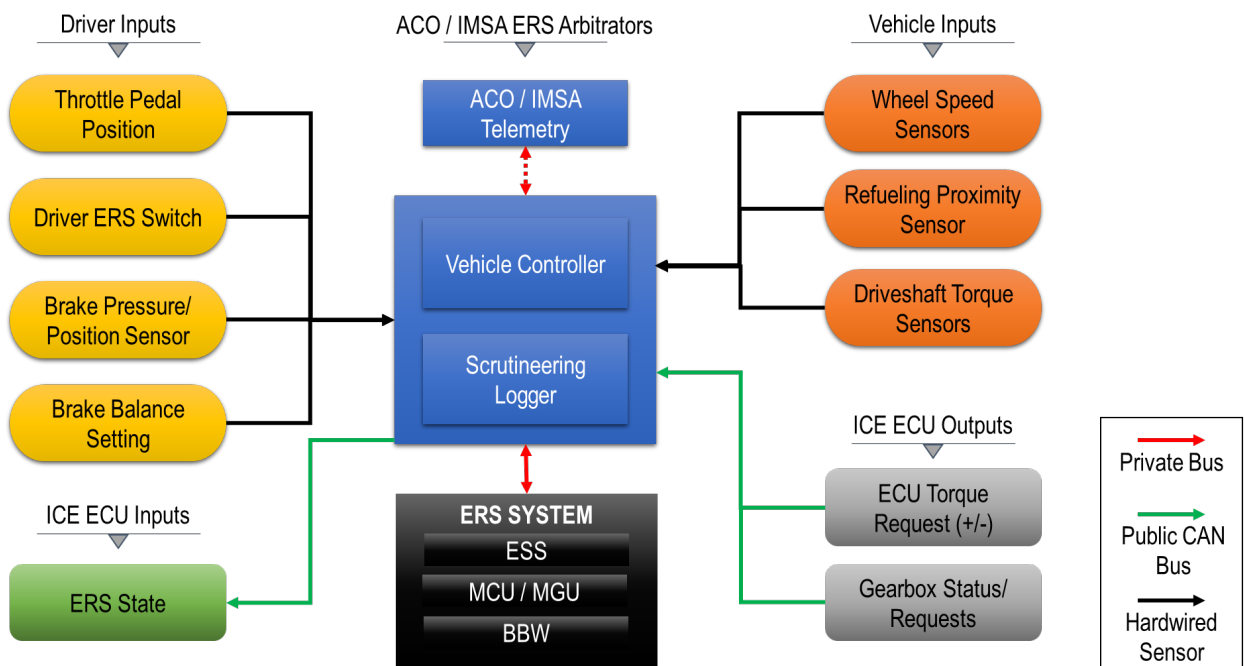 Driver Inputs
Throttle Pedal
Position
Driver ERS Switch
Brake Pressure/
Position Sensor
Brake Balance
Setting
ICE ECU Inputs
ERS State
ACO / IMSA ERS Arbitrators
ACO / IMSA
Telemetry
Vehicle Controller
Scrutineering
Logger
ERS SYSTEM
ESS
MCU / MGU
BBW
Vehicle Inputs
Wheel Speed
Sensors
Refueling Proximity
Sensor
Driveshaft Torque
Sensors
ICE ECU Outputs
ECU Torque
Request (+/-)
Gearbox Status/
Requests
Private Bus
Public CAN
Bus
Hardwired
Sensor